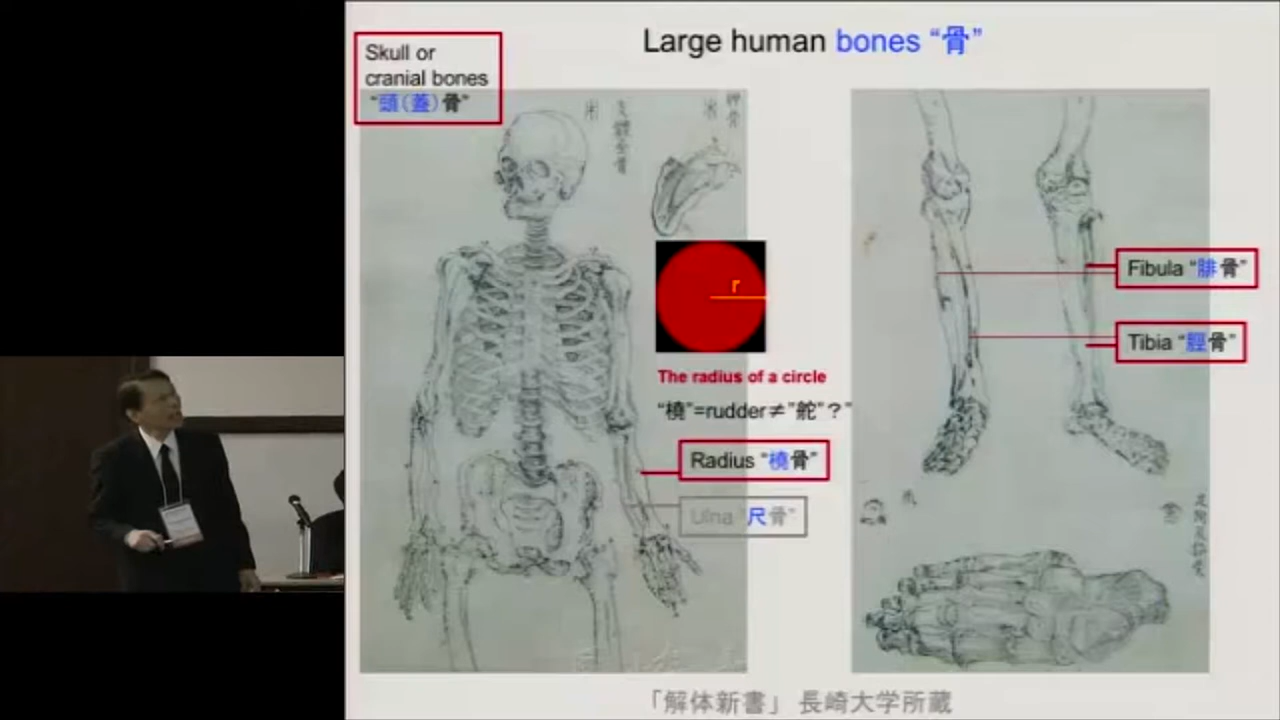 Large human bones “骨”
Skull or
cranial bones
“頭(蓋)骨”
r
The radius of a circle
“橈”=rudder≠”舵”？”
Radius “橈骨”
Ulna “尺骨”
Fibula “腓骨”
Tibia “脛骨”
「解体新書」 長崎大学所蔵